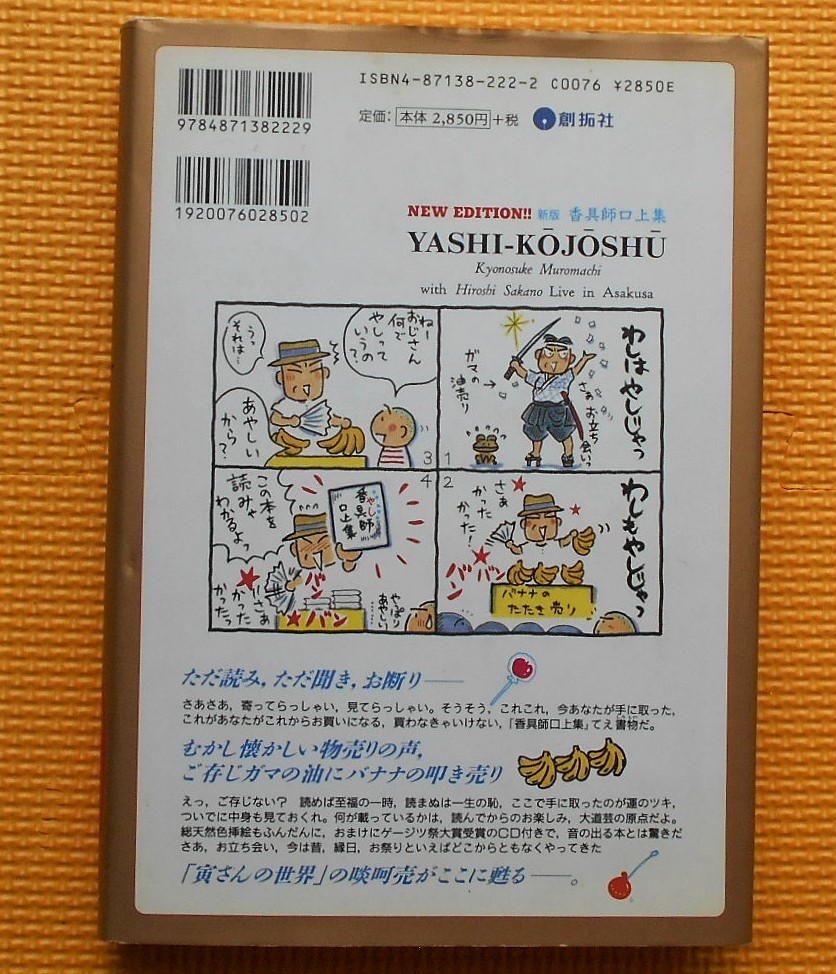 ISBN4-87138-222-2 C0076 ¥2850E
9784871382229
定価：本体 2,850円+税 創拓社
1920076028502
NEW EDITION!! 新版 香具師口上集
YASHI-KŌJŌSHŪ
Kyonosuke Muromachi
with Hiroshi Sakano Live in Asakusa
わしはやしじゃっ
さぁお立ち会いっ
ガマの
油売り
→
1
わしもやしじゃっ
さぁ
かった
かった！
バン
バン
バナナの
たたき売り
2
ねー
おじさん
何で
やしって
いうの？
うっ
それは…
あやしい
から？
3
この本を
読みゃ
わかるよっ
香具師
やし
口上集
バン
バン
さぁ
かった
かったっ
やっぱり
あやしい
……
4
ただ読み，ただ聞き，お断り——
さあさあ，寄ってらっしゃい，見てらっしゃい。そうそう，これこれ，今あなたが手に取った，
これがあなたがこれからお買いになる，買わなきゃいけない，「香具師口上集」てえ書物だ。
むかし懐かしい物売りの声，
ご存じガマの油にバナナの叩き売り
えっ，ご存じない？ 読めば至福の一時，読まぬは一生の恥，ここで手に取ったのが運のツキ，
ついでに中身も見ておくれ。何が載っているかは，読んでからのお楽しみ，大道芸の原点だよ。
総天然色挿絵もふんだんに，おまけにゲージツ祭大賞受賞のCD付きで，音の出る本とは驚きだ
さあ，お立ち会い，今は昔，縁日，お祭りといえばどこからともなくやってきた
「寅さんの世界」の啖呵売がここに甦る——。